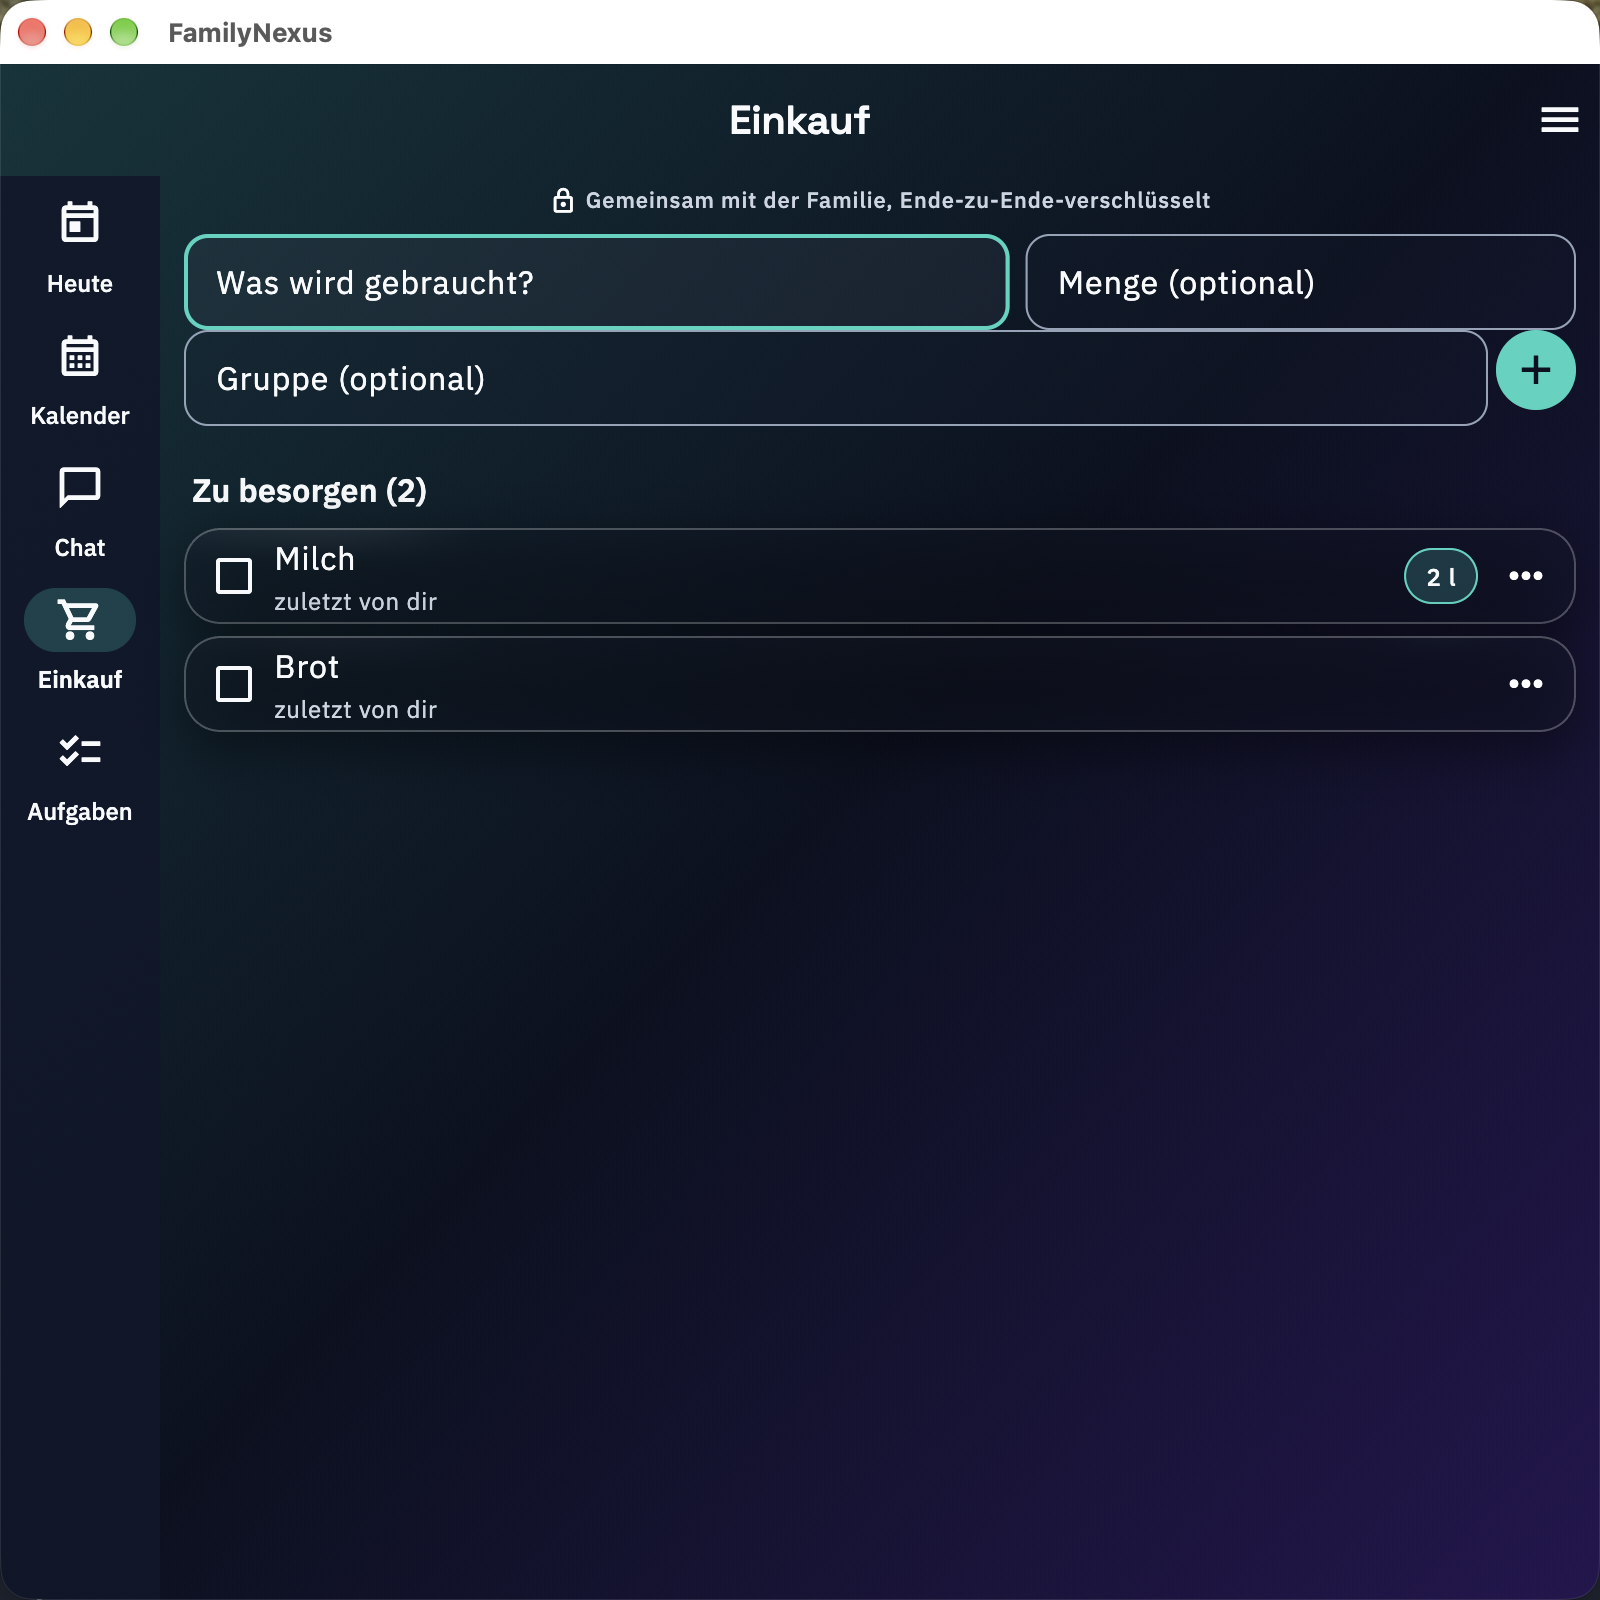 FamilyNexus
Einkauf
Gemeinsam mit der Familie, Ende-zu-Ende-verschlüsselt
Heute
Kalender
Chat
Einkauf
Aufgaben
Was wird gebraucht?
Menge (optional)
Gruppe (optional)
Zu besorgen (2)
Milch
zuletzt von dir
2 l
Brot
zuletzt von dir